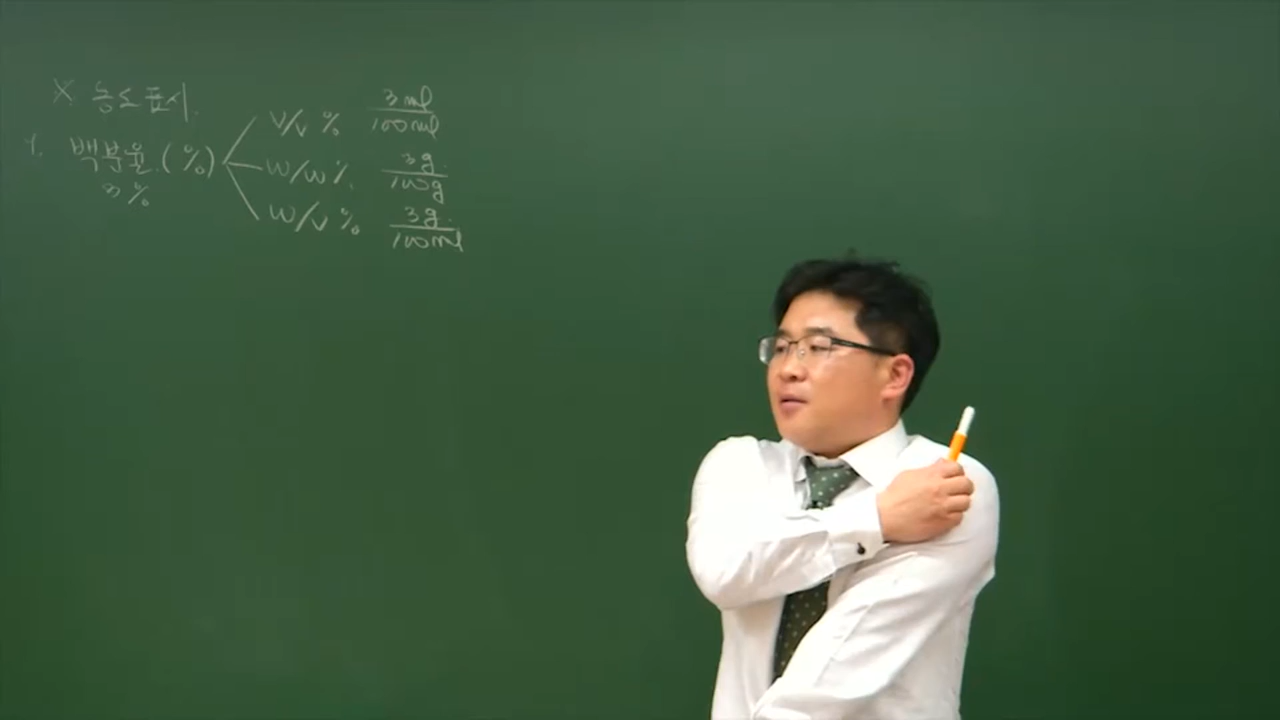 ※ 농도표시.
1. 백분율.(%)
3%
V/V % 3ml/100ml
W/W % 3g./100g
W/V % 3g./100ml